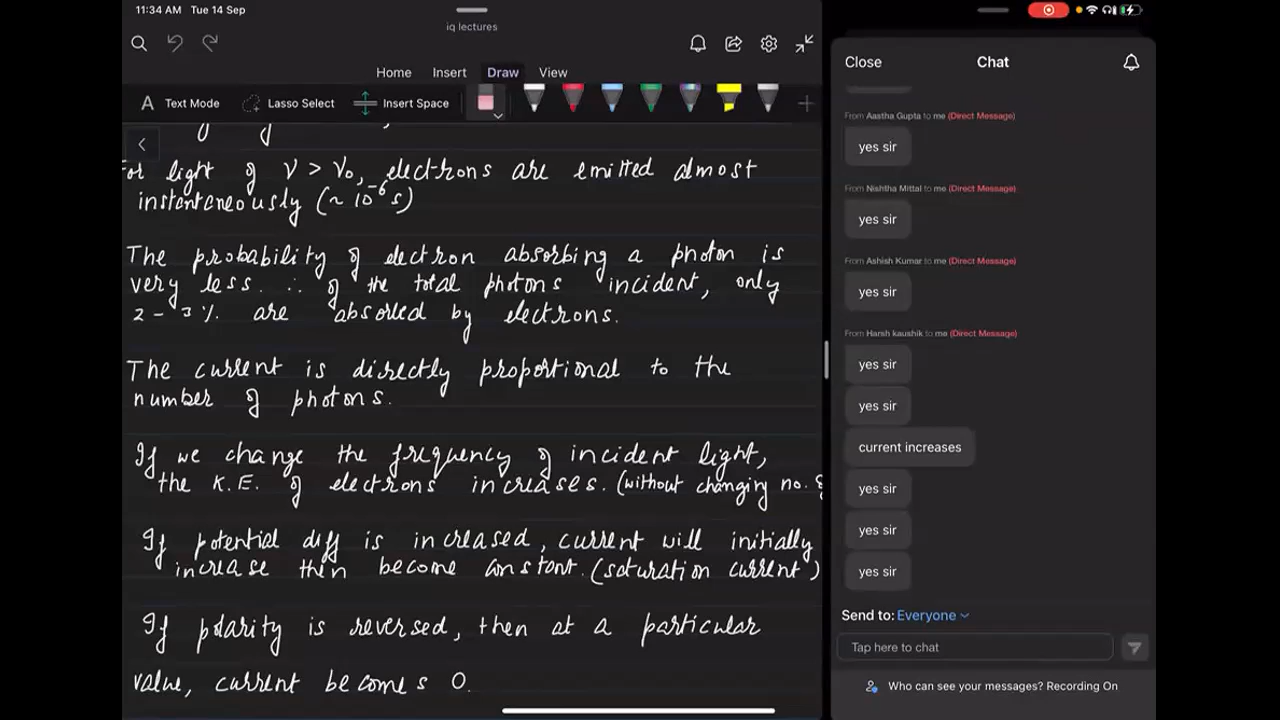 11:34 AM Tue 14 Sep
iq lectures
Home Insert Draw View
A Text Mode Lasso Select Insert Space
For light of ν > ν₀, electrons are emitted almost
instantaneously (~ 10⁻⁶ s)
The probability of electron absorbing a photon is
very less. ∴ of the total photons incident, only
2 - 3 % are absorbed by electrons.
The current is directly proportional to the
number of photons.
If we change the frequency of incident light,
the K.E. of electrons increases. (without changing no. of
If potential diff is increased, current will initially
increase then become constant. (saturation current)
If polarity is reversed, then at a particular
value, current becomes 0.
Close Chat
From Aastha Gupta to me (Direct Message)
yes sir
From Nishtha Mittal to me (Direct Message)
yes sir
From Ashish Kumar to me (Direct Message)
yes sir
From Harsh kaushik to me (Direct Message)
yes sir
yes sir
current increases
yes sir
yes sir
yes sir
Send to: Everyone
Tap here to chat
Who can see your messages? Recording On